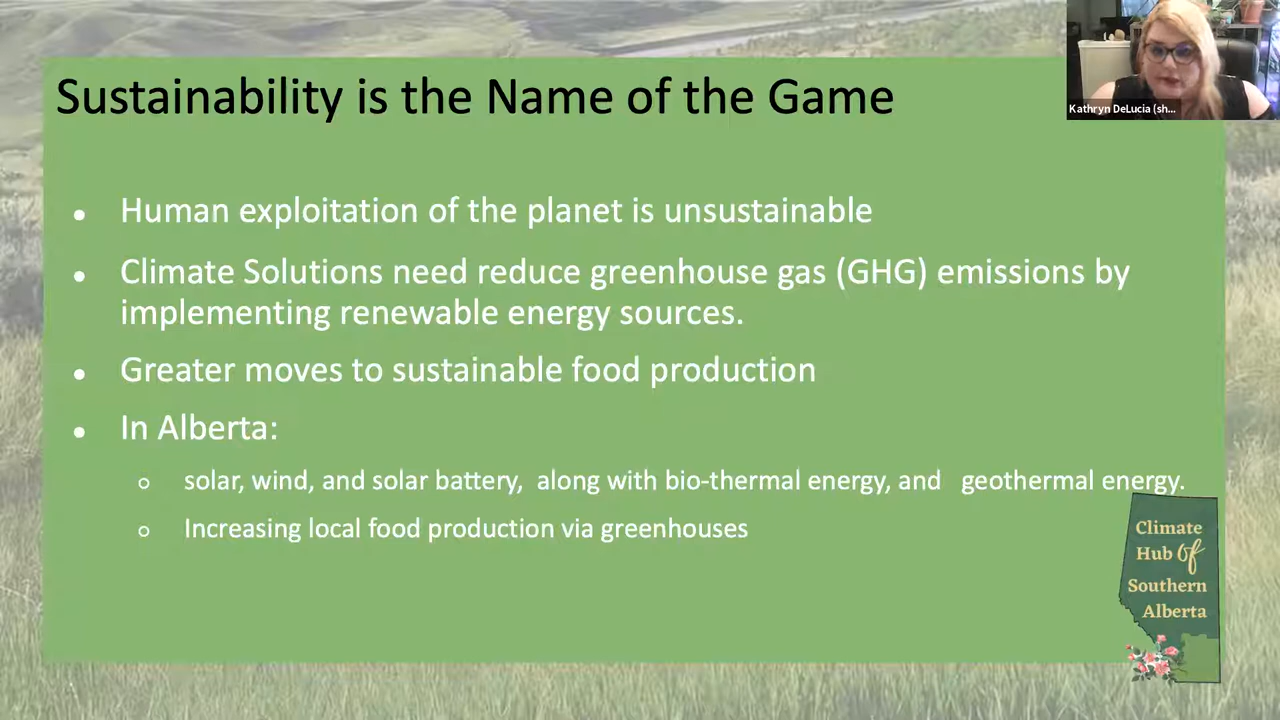 Sustainability is the Name of the Game
Kathryn DeLucia (sh...
Human exploitation of the planet is unsustainable
Climate Solutions need reduce greenhouse gas (GHG) emissions by
implementing renewable energy sources.
Greater moves to sustainable food production
In Alberta:
solar, wind, and solar battery, along with bio-thermal energy, and geothermal energy.
Increasing local food production via greenhouses
Climate
Hub of
Southern
Alberta